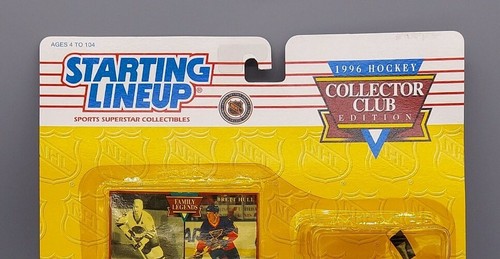 AGES 4 TO 104
STARTING
LINEUP
SPORTS SUPERSTAR COLLECTIBLES
1996 HOCKEY
COLLECTOR
CLUB
EDITION
FAMILY
LEGENDS
BRETT HULL